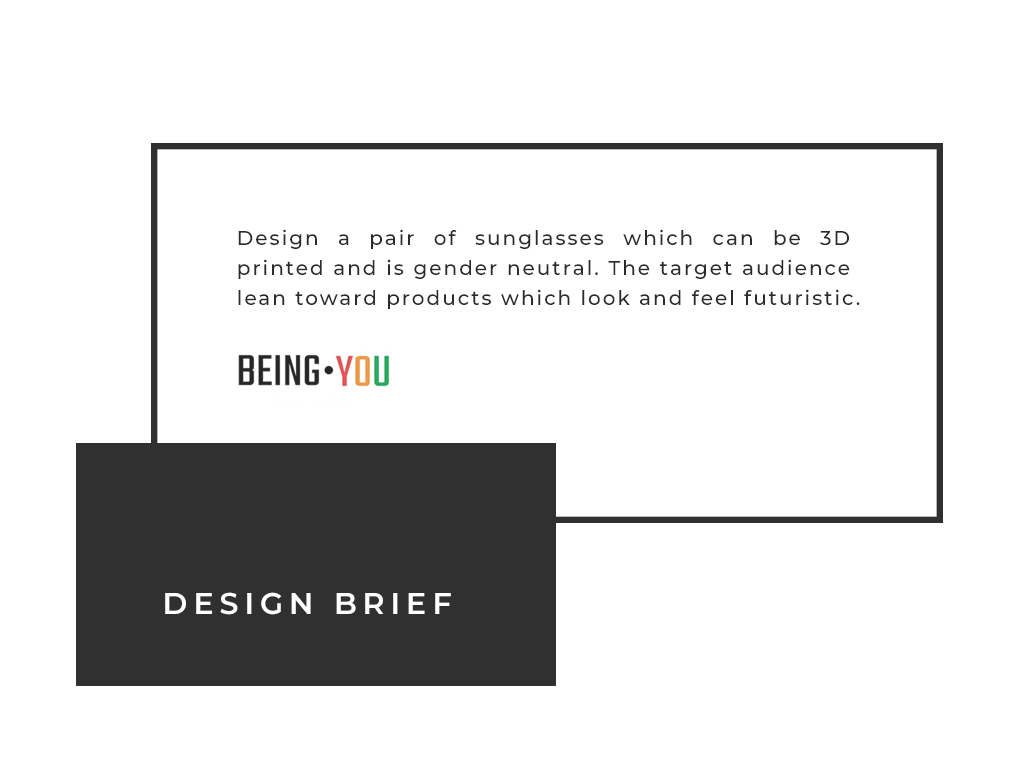 Design a pair of sunglasses which can be 3D
printed and is gender neutral. The target audience
lean toward products which look and feel futuristic.
BEING•YOU
DESIGN BRIEF